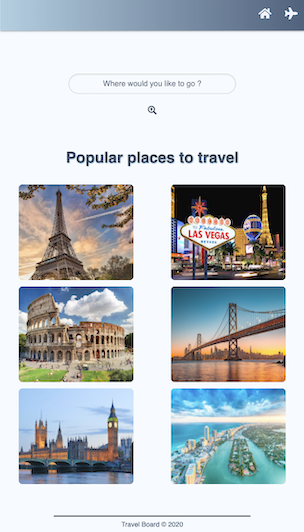 Where would you like to go ?
Popular places to travel
Welcome
to Fabulous
LAS VEGAS
NEVADA
Travel Board © 2020